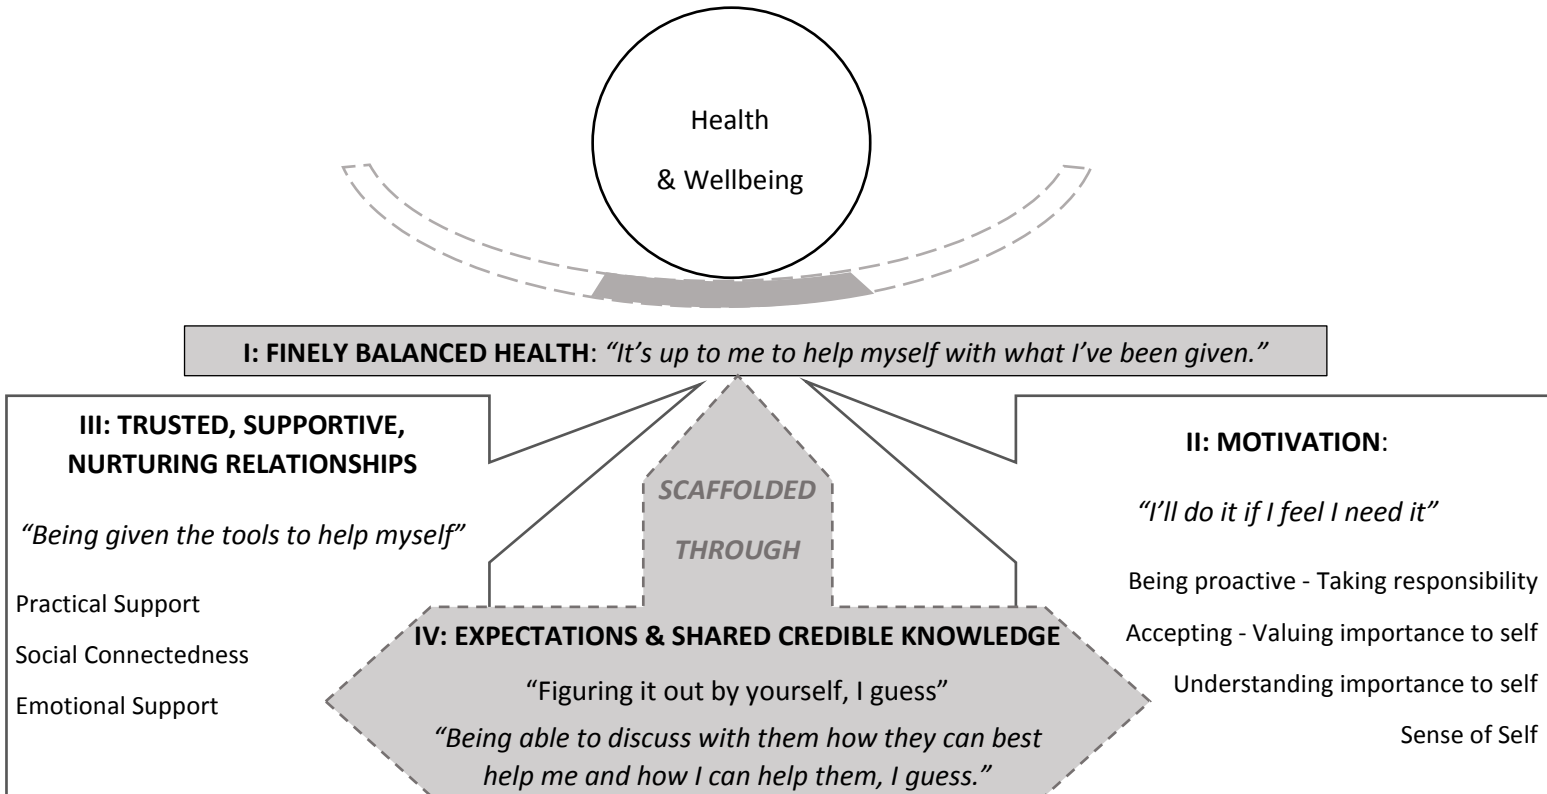 Health
& Wellbeing
I: FINELY BALANCED HEALTH: “It’s up to me to help myself with what I’ve been given.”
III: TRUSTED, SUPPORTIVE,
NURTURING RELATIONSHIPS
“Being given the tools to help myself”
Practical Support
Social Connectedness
Emotional Support
SCAFFOLDED
THROUGH
II: MOTIVATION:
“I’ll do it if I feel I need it”
Being proactive - Taking responsibility
Accepting - Valuing importance to self
Understanding importance to self
Sense of Self
IV: EXPECTATIONS & SHARED CREDIBLE KNOWLEDGE
“Figuring it out by yourself, I guess”
“Being able to discuss with them how they can best
help me and how I can help them, I guess.”